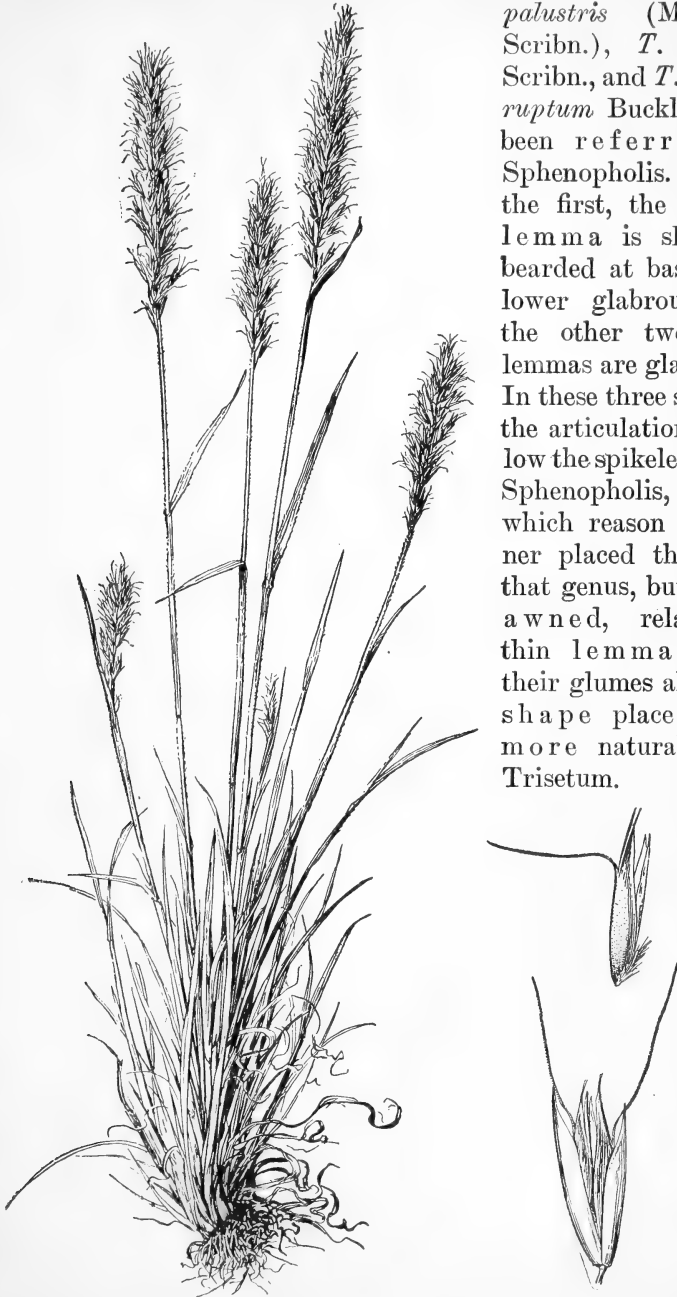 palustris (M
Scribn.), T.
Scribn., and T.
ruptum Buckl
been referr
Sphenopholis.
the first, the
lemma is sl
bearded at bas
lower glabrou
the other two
lemmas are gla
In these three s
the articulation
low the spikele
Sphenopholis,
which reason
ner placed th
that genus, but
awned, rela
thin lemma
their glumes al
shape place
more natura
Trisetum.